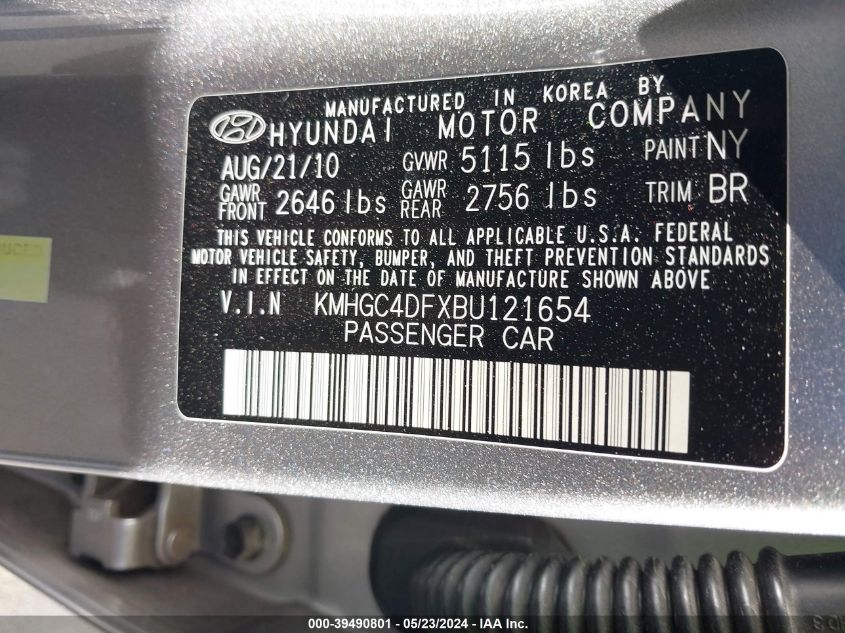 MANUFACTURED IN KOREA BY
HYUNDAI MOTOR COMPANY
AUG/21/10 GVWR 5115 lbs PAINT NY
GAWR FRONT 2646 lbs GAWR REAR 2756 lbs TRIM BR
THIS VEHICLE CONFORMS TO ALL APPLICABLE U.S.A. FEDERAL
MOTOR VEHICLE SAFETY, BUMPER, AND THEFT PREVENTION STANDARDS
IN EFFECT ON THE DATE OF MANUFACTURE SHOWN ABOVE
V.I.N KMHGC4DFXBU121654
PASSENGER CAR
000-39490801 - 05/23/2024 - IAA Inc.